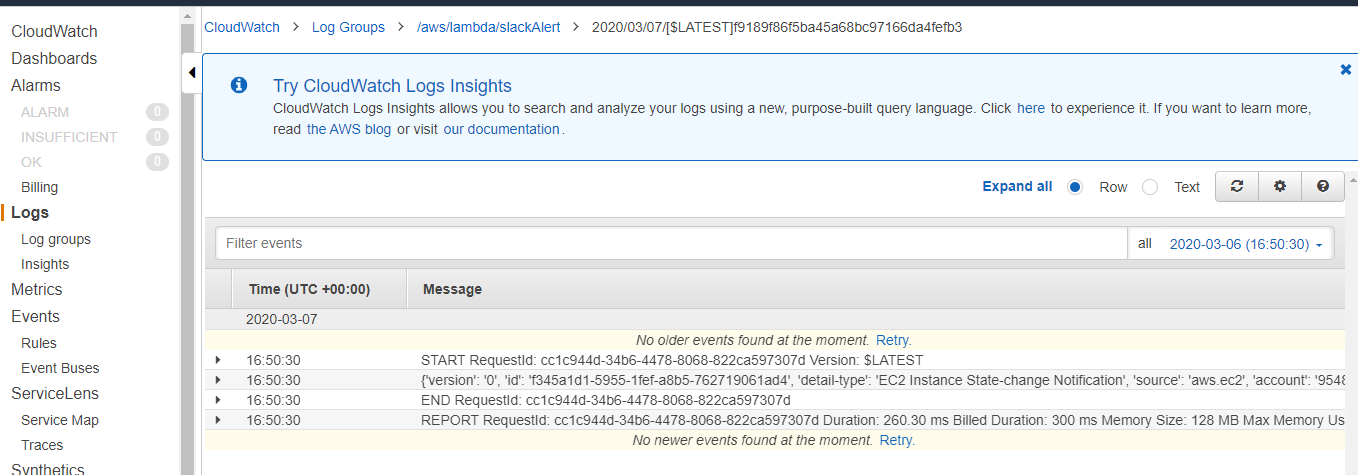 CloudWatch
Dashboards
Alarms
ALARM 0
INSUFFICIENT 0
OK 0
Billing
Logs
Log groups
Insights
Metrics
Events
Rules
Event Buses
ServiceLens
Service Map
Traces
Synthetics
CloudWatch > Log Groups > /aws/lambda/slackAlert > 2020/03/07/[$LATEST]f9189f86f5ba45a68bc97166da4fefb3
Try CloudWatch Logs Insights
CloudWatch Logs Insights allows you to search and analyze your logs using a new, purpose-built query language. Click here to experience it. If you want to learn more,
read the AWS blog or visit our documentation.
Expand all Row Text
Filter events all 2020-03-06 (16:50:30)
Time (UTC +00:00) Message
2020-03-07
No older events found at the moment. Retry.
16:50:30 START RequestId: cc1c944d-34b6-4478-8068-822ca597307d Version: $LATEST
16:50:30 {'version': '0', 'id': 'f345a1d1-5955-1fef-a8b5-762719061ad4', 'detail-type': 'EC2 Instance State-change Notification', 'source': 'aws.ec2', 'account': '9548
16:50:30 END RequestId: cc1c944d-34b6-4478-8068-822ca597307d
16:50:30 REPORT RequestId: cc1c944d-34b6-4478-8068-822ca597307d Duration: 260.30 ms Billed Duration: 300 ms Memory Size: 128 MB Max Memory Us
No newer events found at the moment. Retry.